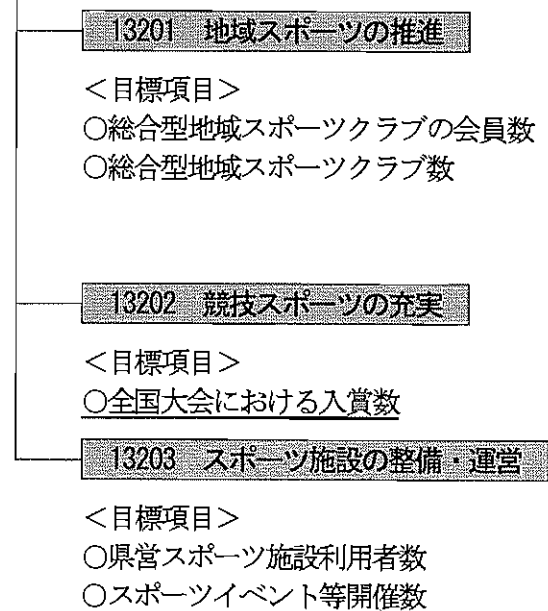 13201 地域スポーツの推進
＜目標項目＞
○総合型地域スポーツクラブの会員数
○総合型地域スポーツクラブ数
13202 競技スポーツの充実
＜目標項目＞
○全国大会における入賞数
13203 スポーツ施設の整備・運営
＜目標項目＞
○県営スポーツ施設利用者数
○スポーツイベント等開催数